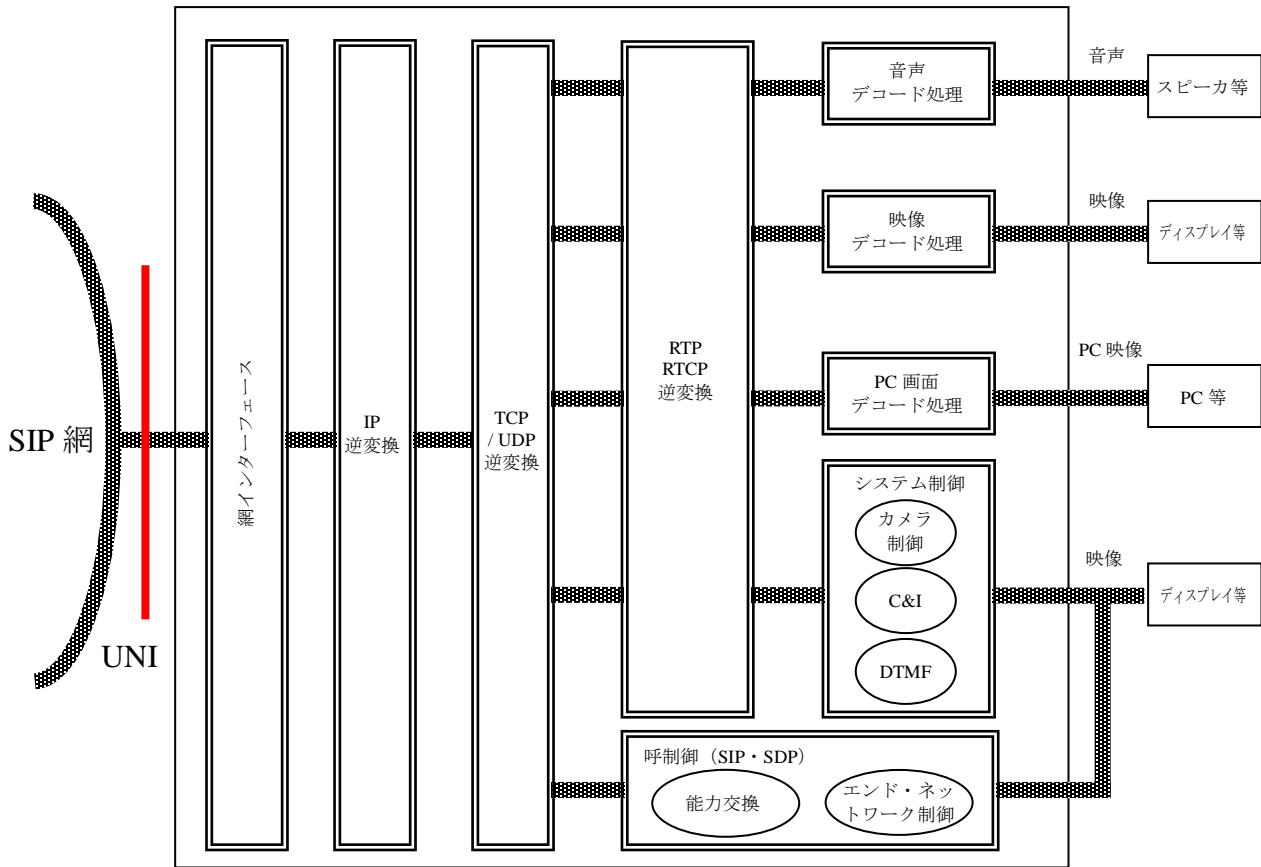 SIP 網
UNI
網インターフェース
IP
逆変換
TCP
/ UDP
逆変換
RTP
RTCP
逆変換
音声
デコード処理
音声
スピーカ等
映像
デコード処理
映像
ディスプレイ等
PC 画面
デコード処理
PC 映像
PC 等
システム制御
カメラ
制御
C&I
DTMF
映像
ディスプレイ等
呼制御（SIP・SDP）
能力交換
エンド・ネッ
トワーク制御